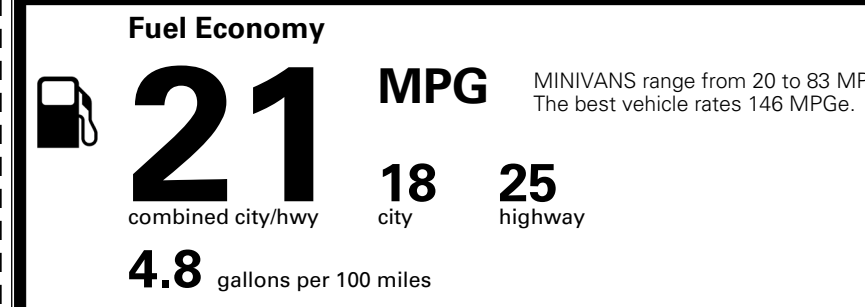 Fuel Economy
21
MPG
MINIVANS range from 20 to 83
The best vehicle rates 146 MPGe.
18
25
combined city/hwy
city
highway
4.8 gallons per 100 miles